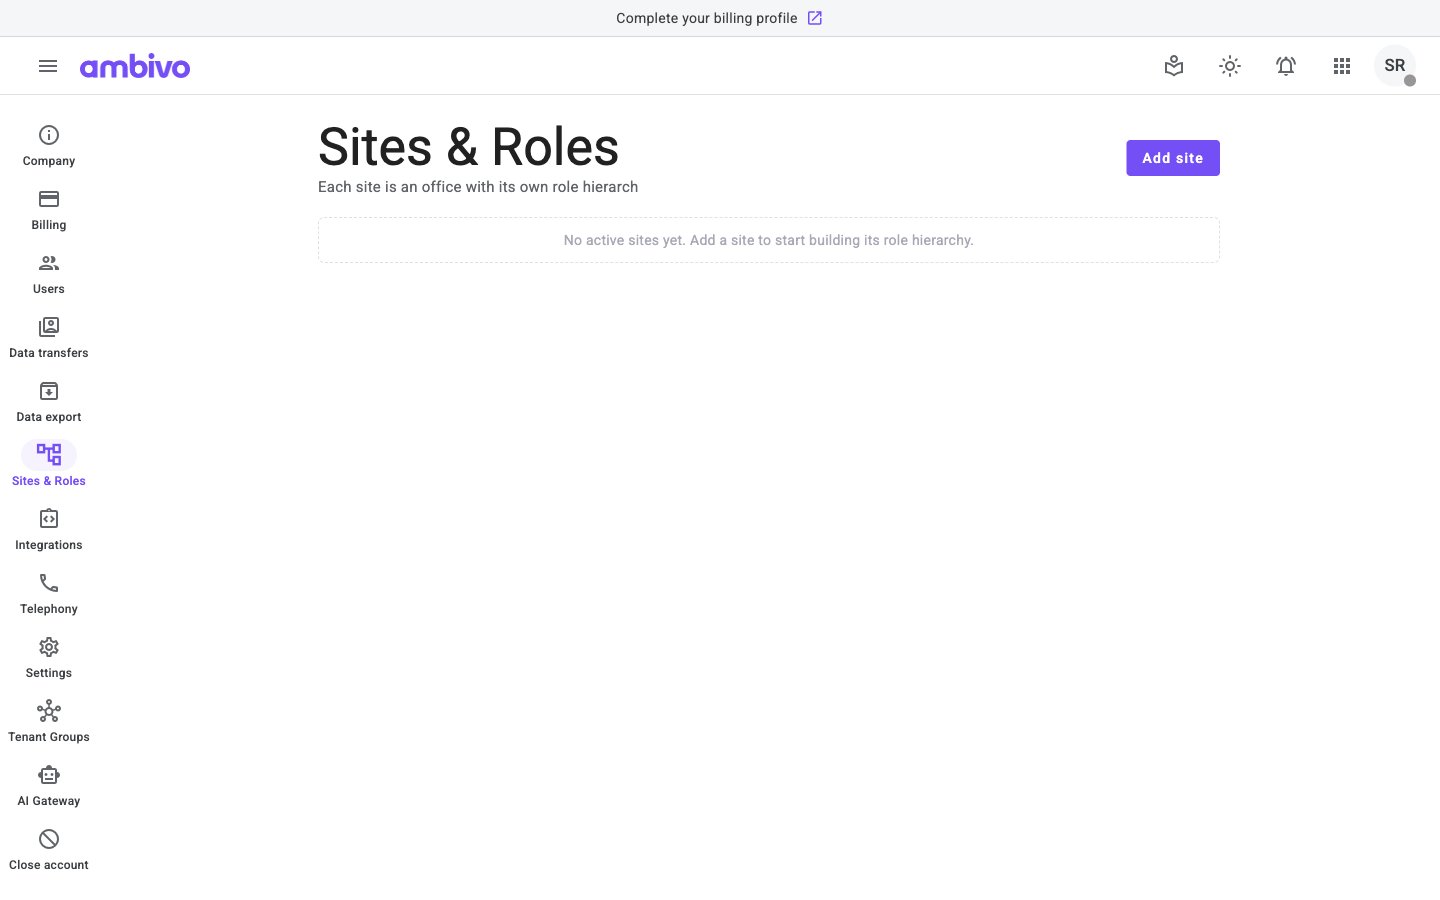 Complete your billing profile
ambivo
SR
Company
Billing
Users
Data transfers
Data export
Sites & Roles
Integrations
Telephony
Settings
Tenant Groups
AI Gateway
Close account
Sites & Roles
Each site is an office with its own role hierarch
Add site
No active sites yet. Add a site to start building its role hierarchy.